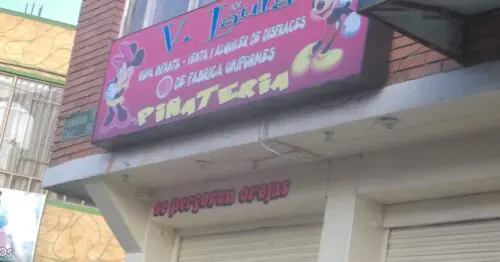 V. Laura
ROPA INFANTIL - VENTA Y ALQUILER DE DISFRACES
DE FABRICA UNIFORMES
PIÑATERIA
se perforan orejas